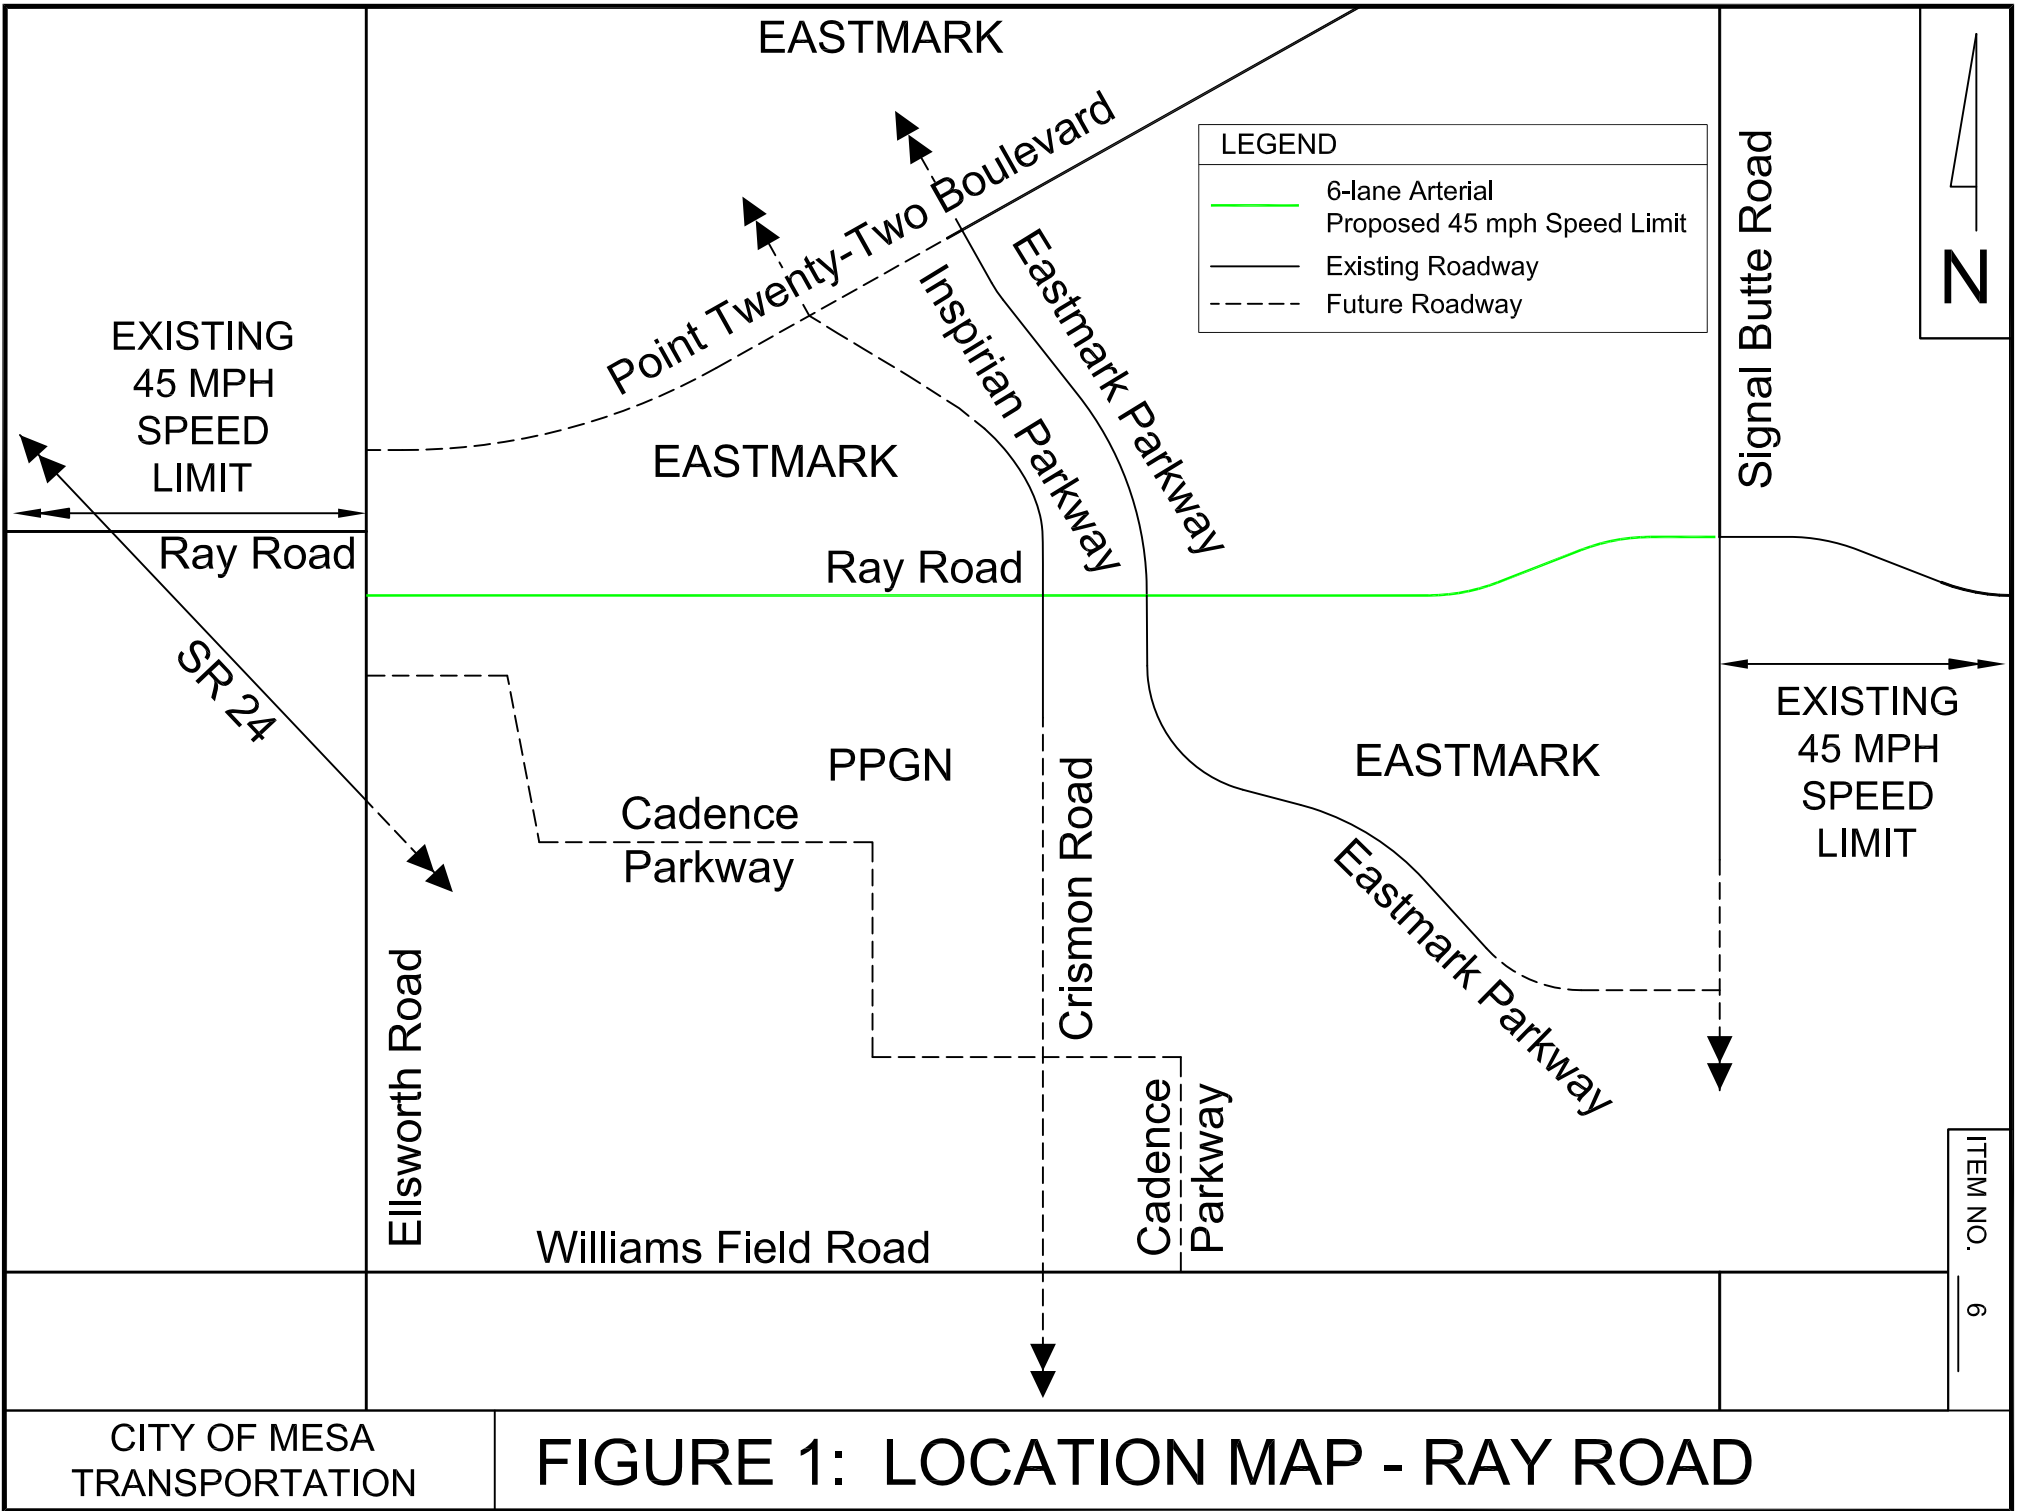 EASTMARK
Point Twenty-Two Boulevard
LEGEND
6-lane Arterial
Proposed 45 mph Speed Limit
Existing Roadway
Future Roadway
Signal Butte Road
N
EXISTING
45 MPH
SPEED
LIMIT
Inspirian Parkway
Eastmark Parkway
EASTMARK
Ray Road
Ray Road
SR 24
EXISTING
45 MPH
SPEED
LIMIT
PPGN
EASTMARK
Cadence
Parkway
Crismon Road
Eastmark Parkway
Ellsworth Road
Cadence
Parkway
Williams Field Road
ITEM NO. 6
CITY OF MESA
TRANSPORTATION
FIGURE 1: LOCATION MAP - RAY ROAD